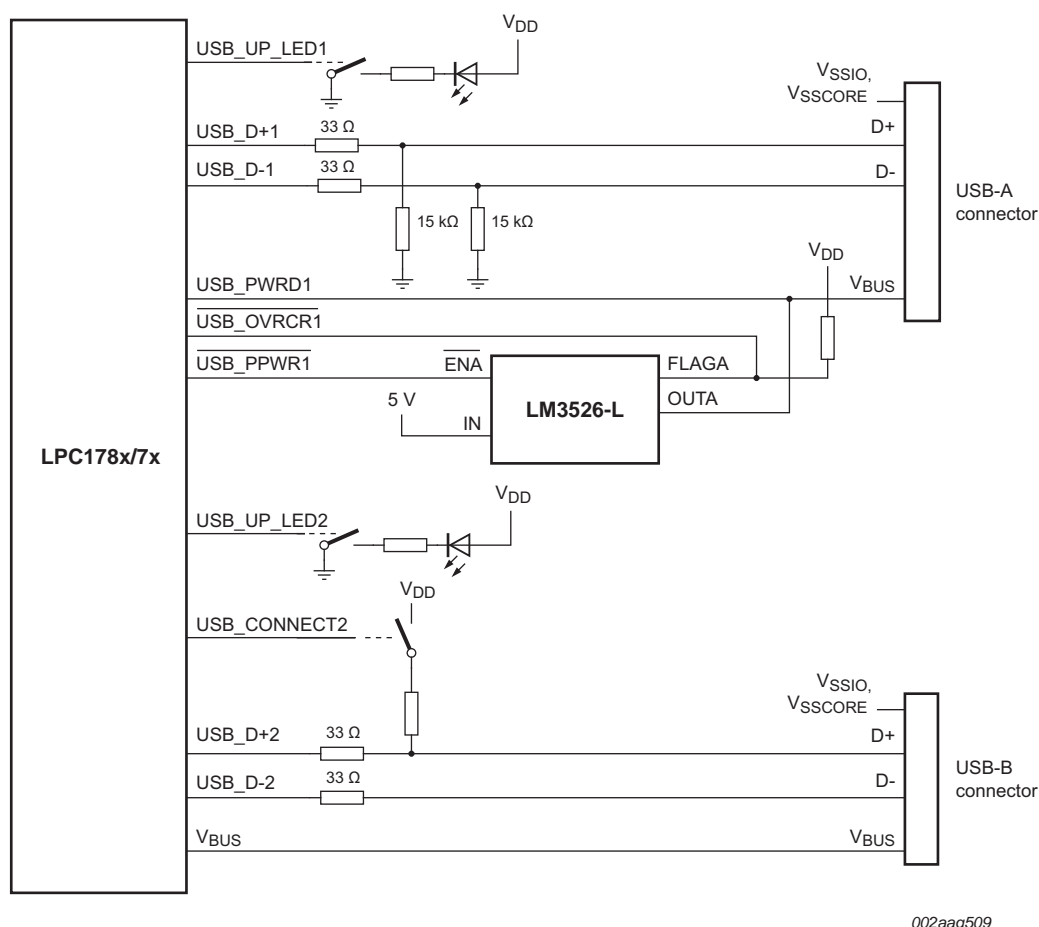 VDD
USB_UP_LED1
VSSIO,
VSSCORE
USB_D+1
33 Ω
D+
USB_D-1
33 Ω
D-
USB-A
connector
15 kΩ
15 kΩ
VDD
USB_PWRD1
VBUS
USB_OVRCR1
USB_PPWR1
ENA
FLAGA
5 V
IN
LM3526-L
OUTA
LPC178x/7x
VDD
USB_UP_LED2
VDD
USB_CONNECT2
VSSIO,
VSSCORE
USB_D+2
33 Ω
D+
USB_D-2
33 Ω
D-
USB-B
connector
VBUS
VBUS
002aag509